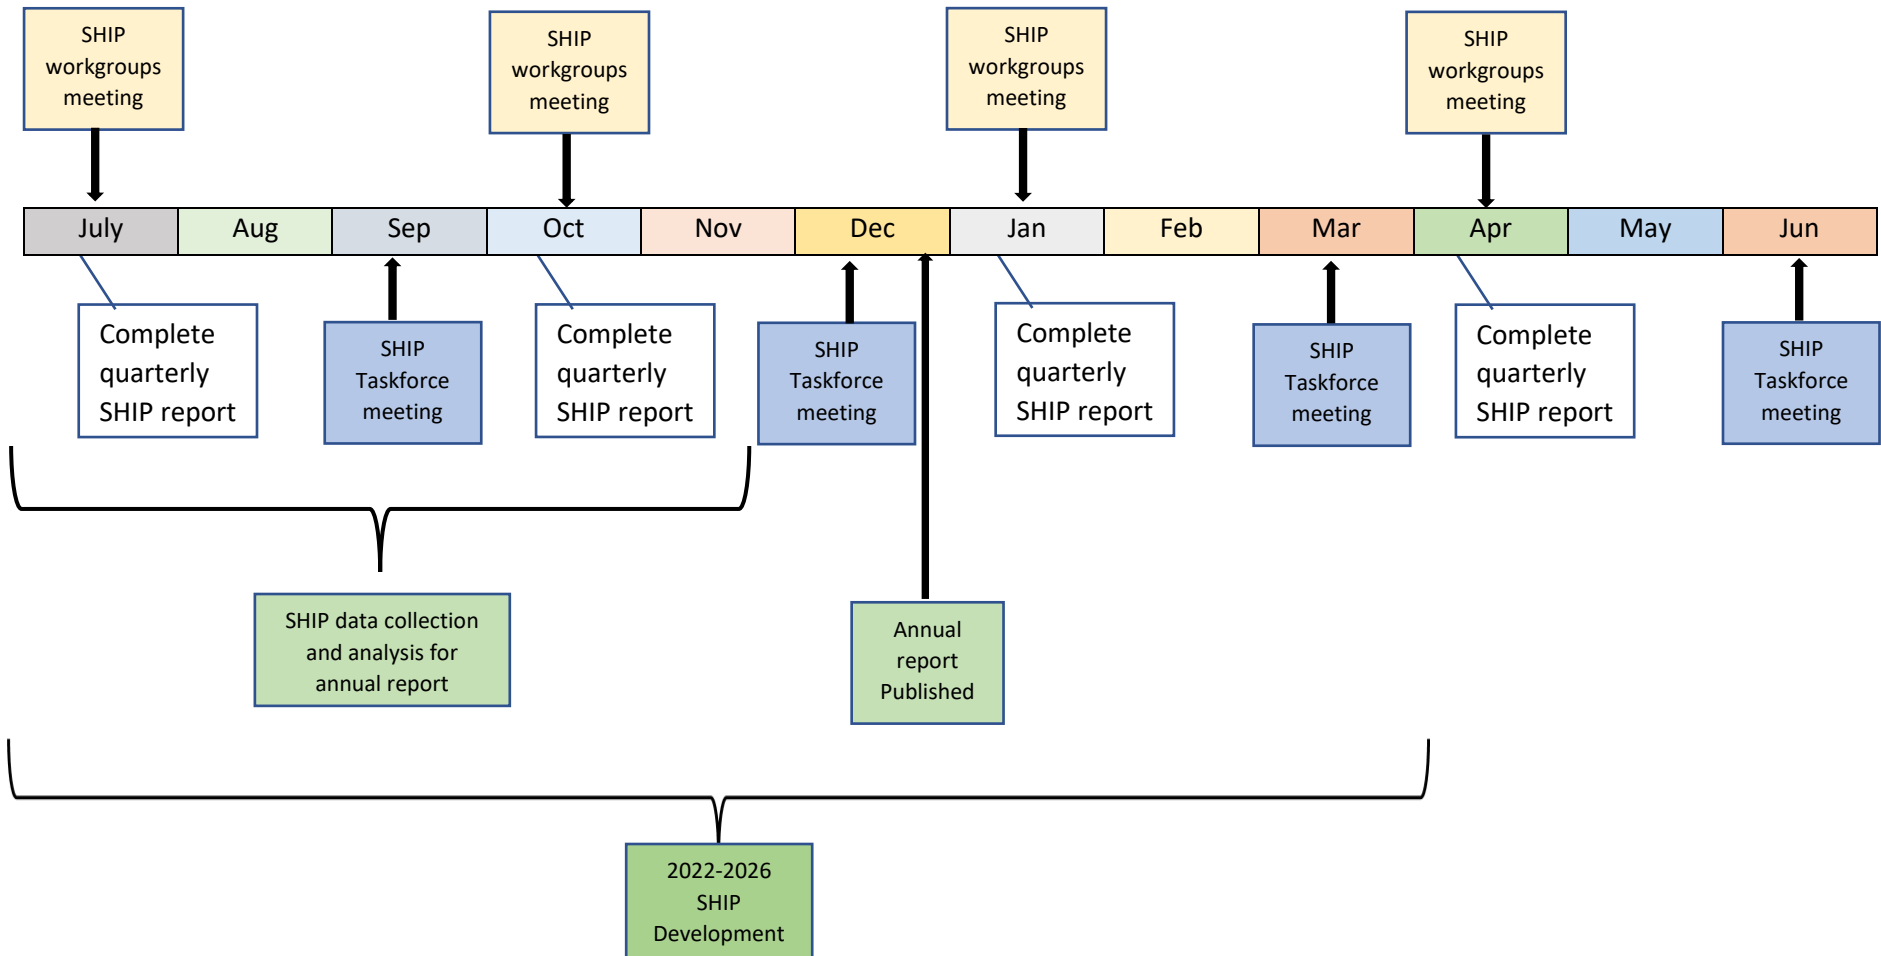 SHIP
workgroups
meeting
SHIP
workgroups
meeting
SHIP
workgroups
meeting
SHIP
workgroups
meeting
July
Aug
Sep
Oct
Nov
Dec
Jan
Feb
Mar
Apr
May
Jun
Complete
quarterly
SHIP report
SHIP
Taskforce
meeting
Complete
quarterly
SHIP report
SHIP
Taskforce
meeting
Complete
quarterly
SHIP report
SHIP
Taskforce
meeting
Complete
quarterly
SHIP report
SHIP
Taskforce
meeting
SHIP data collection
and analysis for
annual report
Annual
report
Published
2022-2026
SHIP
Development